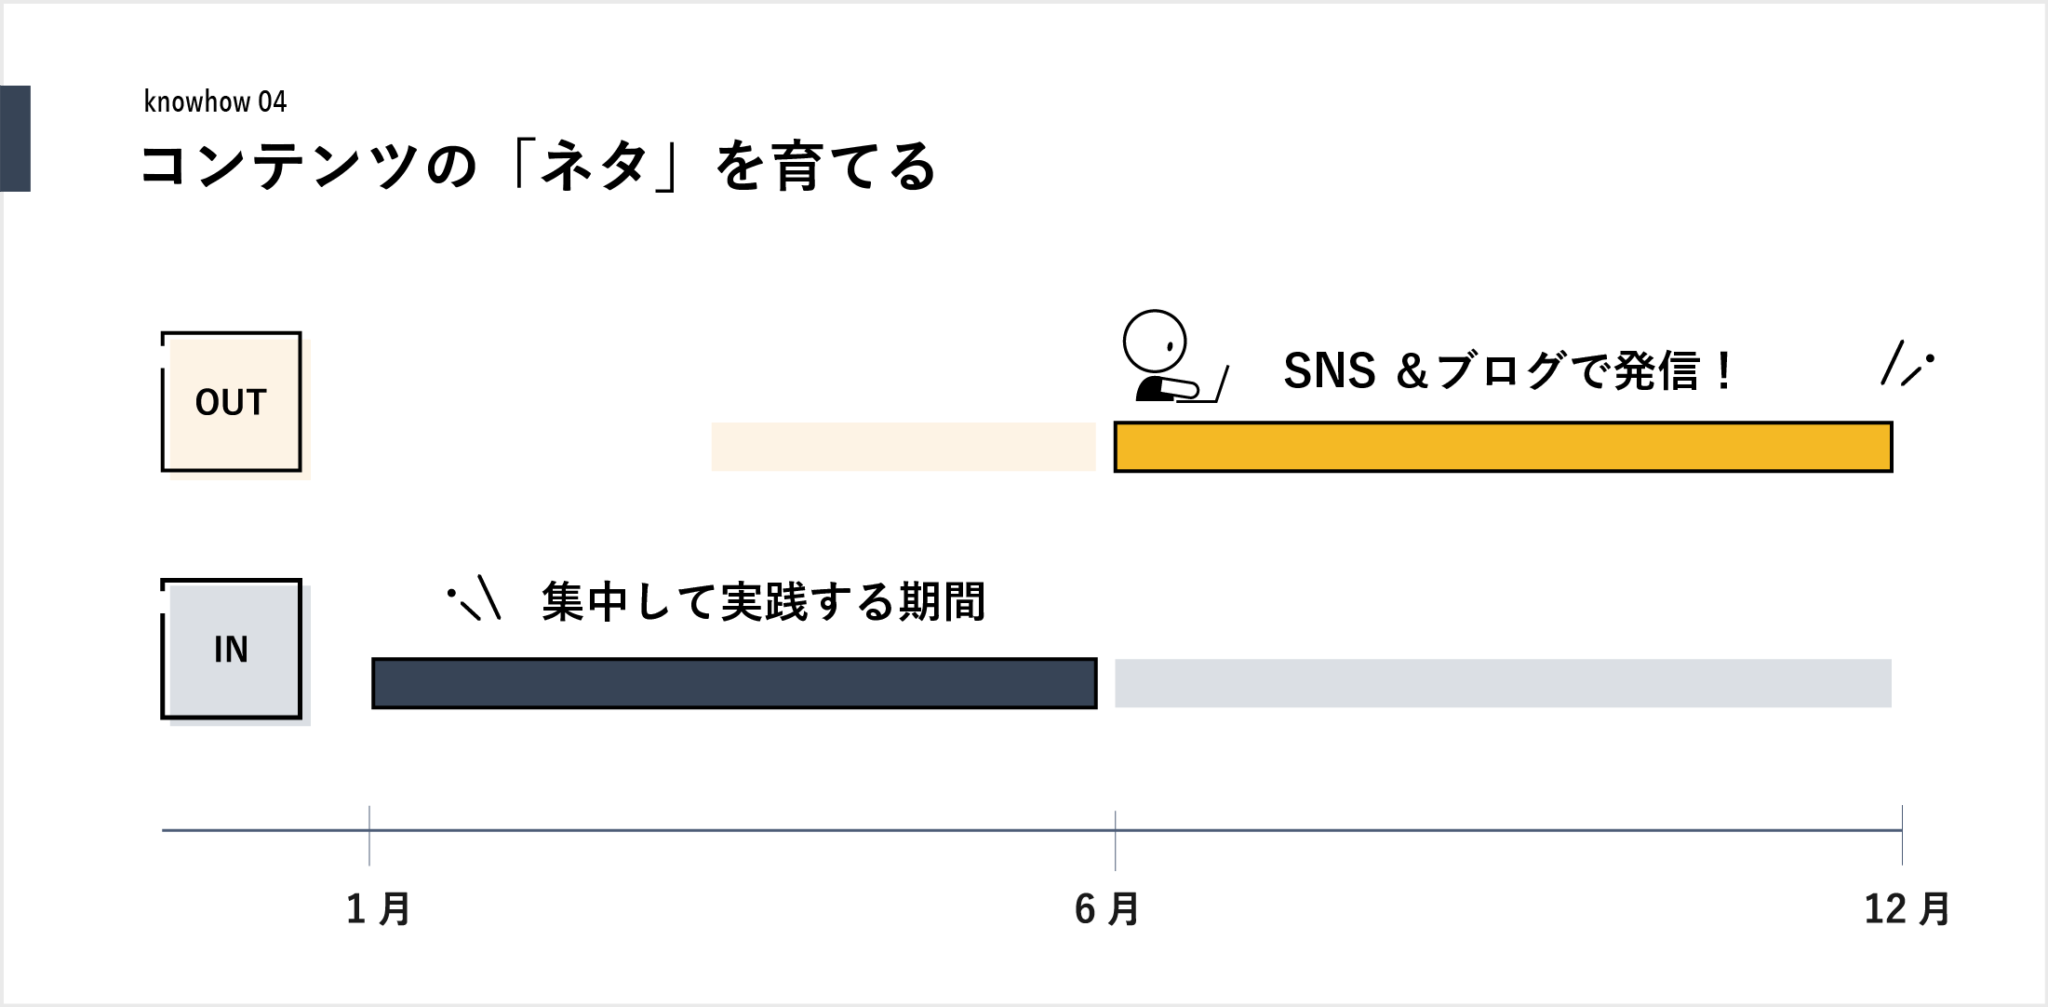 knowhow 04
コンテンツの「ネタ」を育てる
OUT
SNS &ブログで発信！
IN
集中して実践する期間
1 月
6 月
12 月